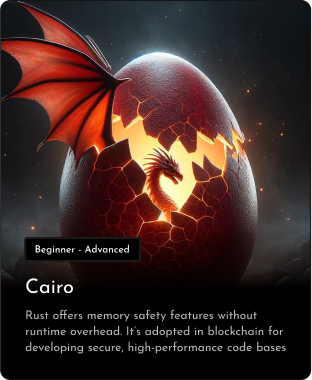 Beginner - Advanced
Cairo
Rust offers memory safety features without
runtime overhead. It's adopted in blockchain for
developing secure, high-performance code bases